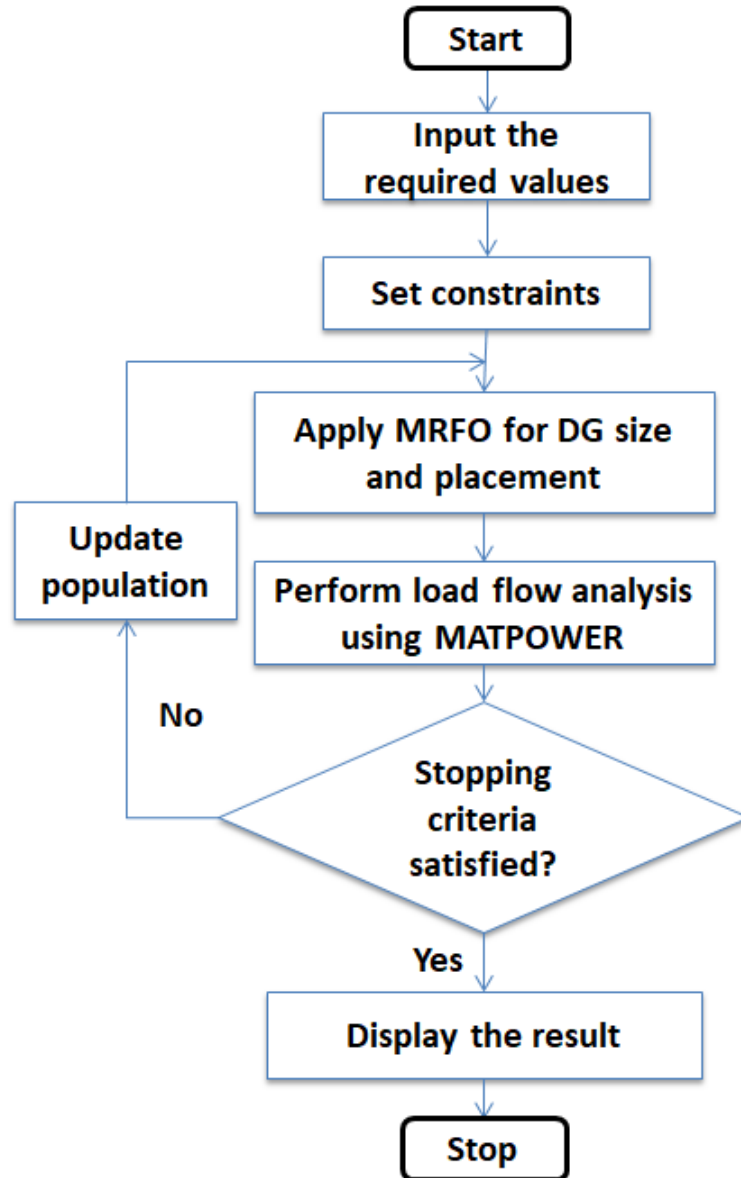 Start
Input the
required values
Set constraints
Apply MRFO for DG size
and placement
Update
population
Perform load flow analysis
using MATPOWER
No
Stopping
criteria
satisfied?
Yes
Display the result
Stop